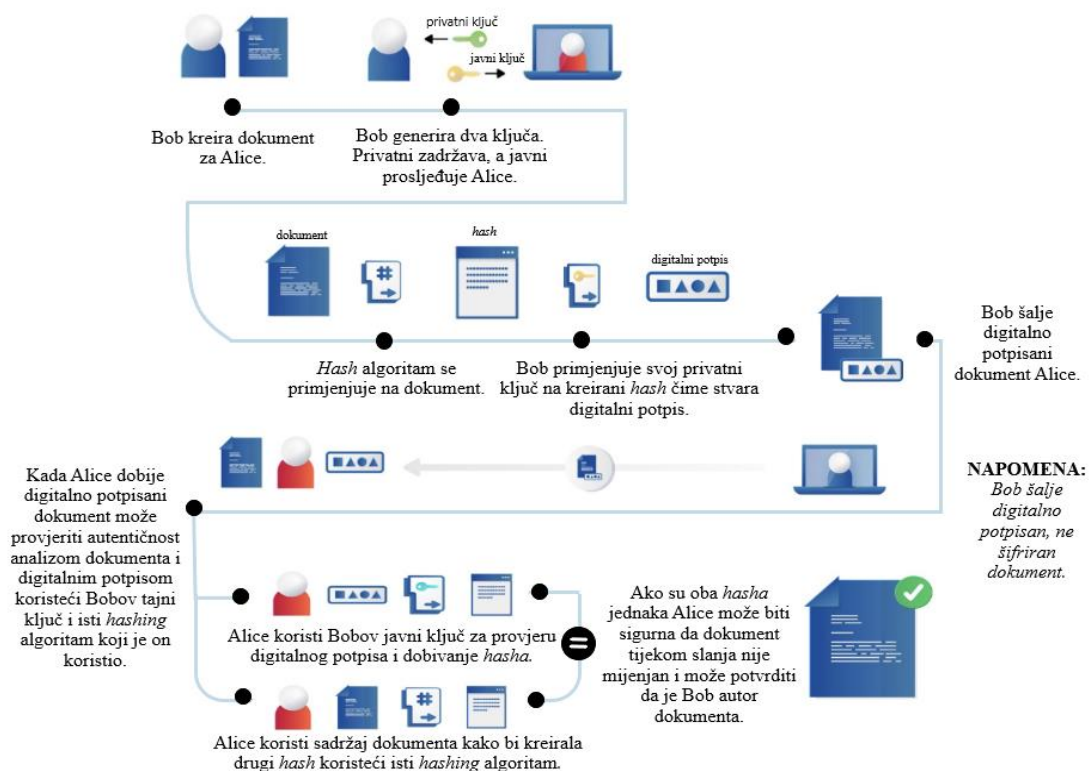 privatni ključ
javni ključ
Bob kreira dokument
za Alice.
Bob generira dva ključa.
Privatni zadržava, a javni
prosljeđuje Alice.
dokument
hash
digitalni potpis
Hash algoritam se
primjenjuje na dokument.
Bob primjenjuje svoj privatni
ključ na kreirani hash čime stvara
digitalni potpis.
Bob šalje
digitalno
potpisani
dokument Alice.
NAPOMENA:
Bob šalje
digitalno
potpisan, ne
šifriran
dokument.
Kada Alice dobije
digitalno potpisani
dokument može
provjeriti autentičnost
analizom dokumenta i
digitalnim potpisom
koristeći Bobov tajni
ključ i isti hashing
algoritam koji je on
koristio.
Alice koristi Bobov javni ključ za provjeru
digitalnog potpisa i dobivanje hasha.
Alice koristi sadržaj dokumenta kako bi kreirala
drugi hash koristeći isti hashing algoritam.
Ako su oba hasha
jednaka Alice može biti
sigurna da dokument
tijekom slanja nije
mijenjan i može potvrditi
da je Bob autor
dokumenta.